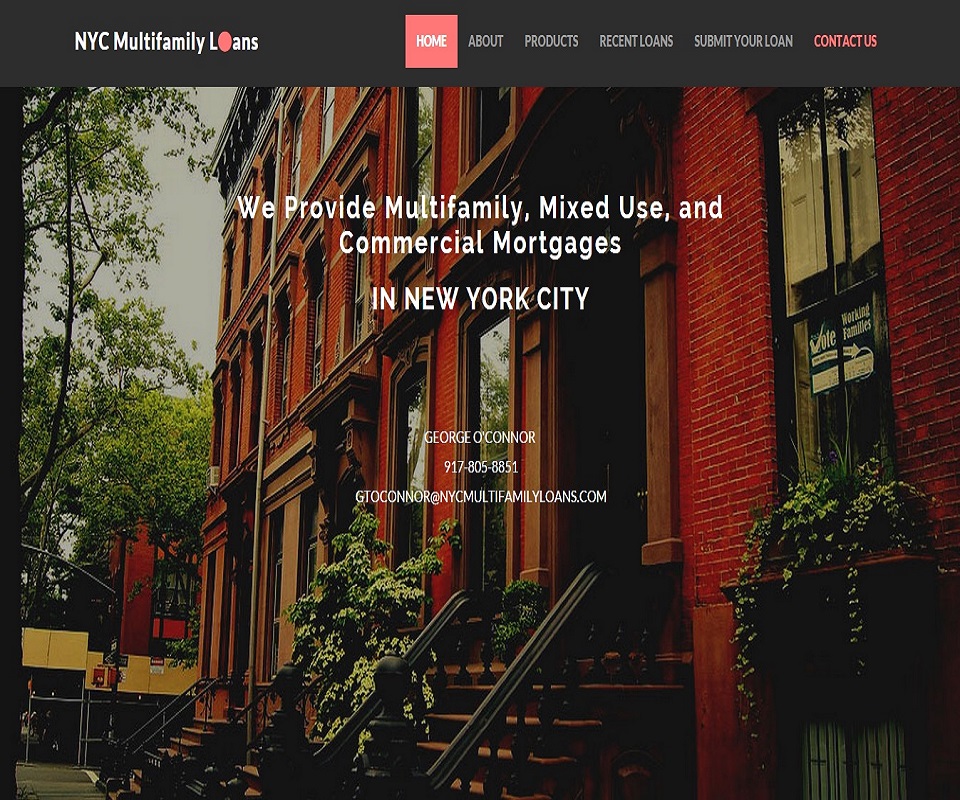 NYC Multifamily Loans
HOME ABOUT PRODUCTS RECENT LOANS SUBMIT YOUR LOAN CONTACT US
We Provide Multifamily, Mixed Use, and
Commercial Mortgages
IN NEW YORK CITY
Vote Working
Families
GEORGE O'CONNOR
917-805-8851
GTOCONNOR@NYCMULTIFAMILYLOANS.COM